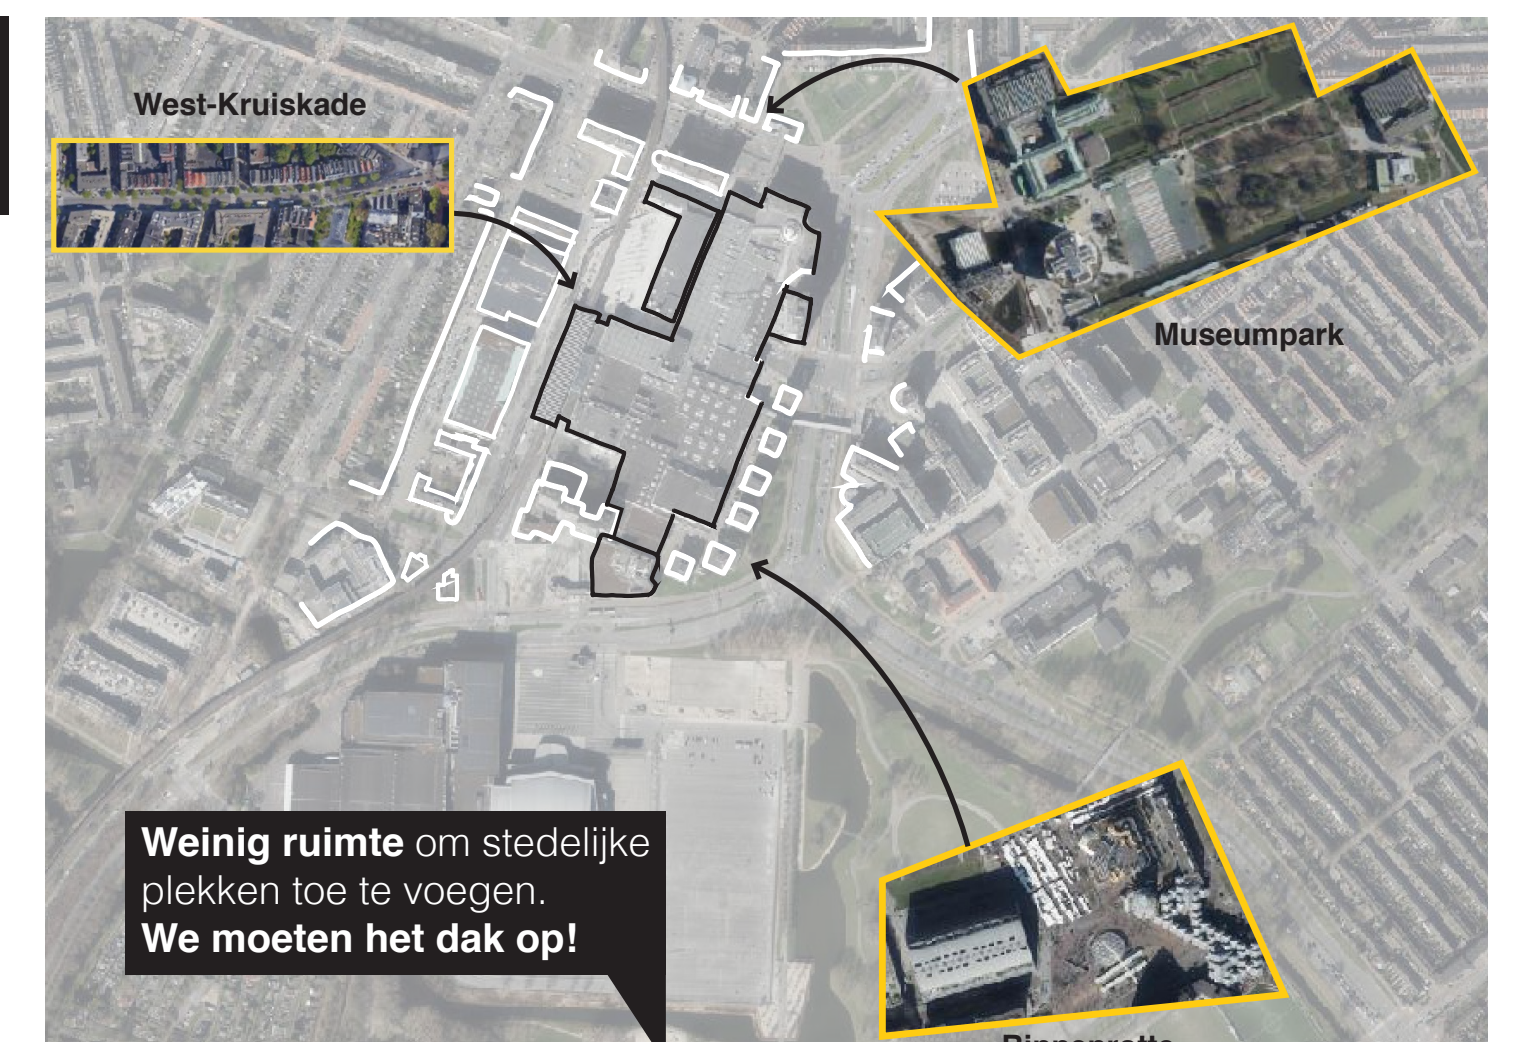 West-Kruiskade
Museumpark
Weinig ruimte om stedelijke
plekken toe te voegen.
We moeten het dak op!